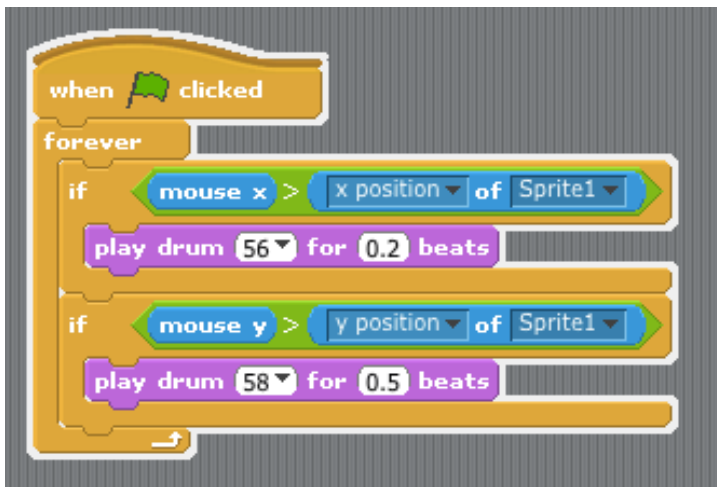 when clicked
forever
if mouse x > x position of Sprite1
play drum 56 for 0.2 beats
if mouse y > y position of Sprite1
play drum 58 for 0.5 beats